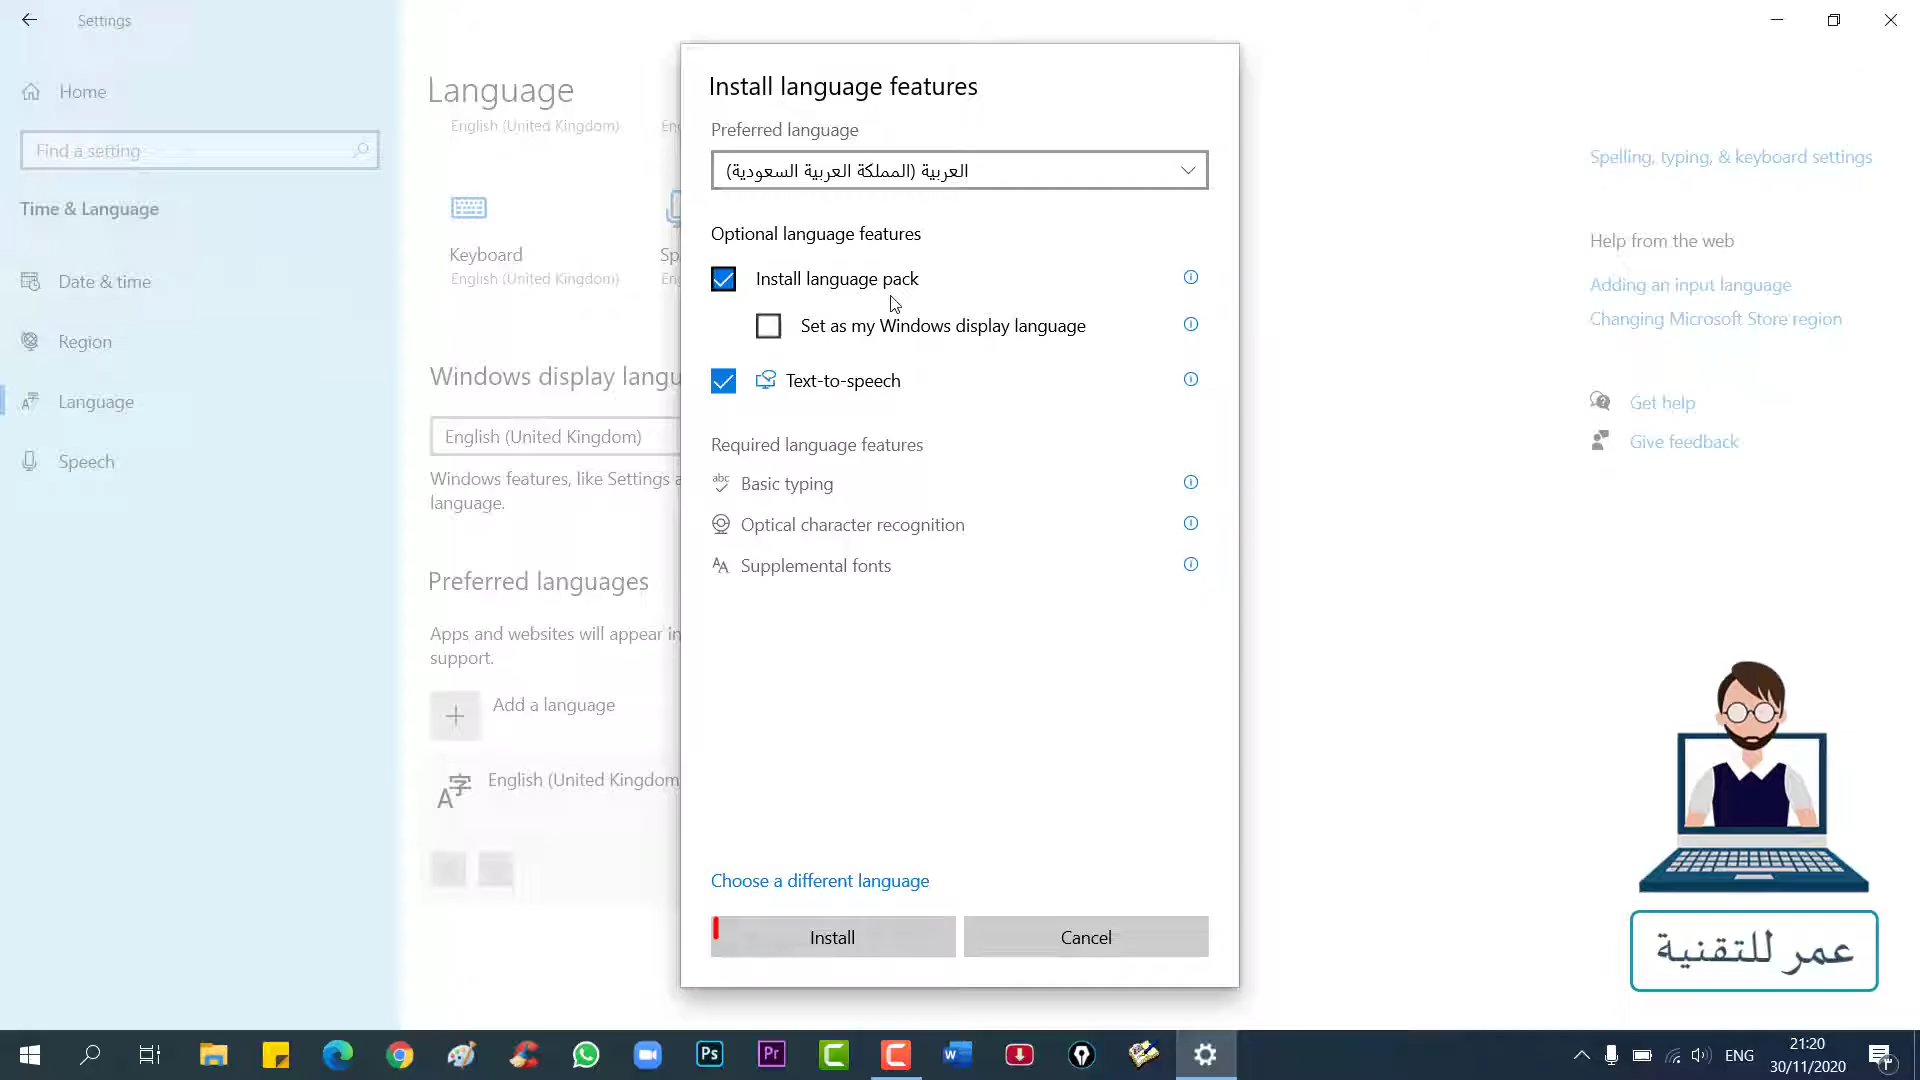 Settings
Home
Find a setting
Time & Language
Date & time
Region
Language
Speech
Language
English (United Kingdom)
Keyboard
English (United Kingdom)
Windows display langu
English (United Kingdom)
Windows features, like Settings a
language.
Preferred languages
Apps and websites will appear in
support.
Add a language
English (United Kingdom
Install language features
Preferred language
العربية (المملكة العربية السعودية)
Optional language features
Install language pack
Set as my Windows display language
Text-to-speech
Required language features
Basic typing
Optical character recognition
Supplemental fonts
Choose a different language
Install
Cancel
Spelling, typing, & keyboard settings
Help from the web
Adding an input language
Changing Microsoft Store region
Get help
Give feedback
عمر للتقنية
Ps
Pr
ENG
21:20
30/11/2020
٣